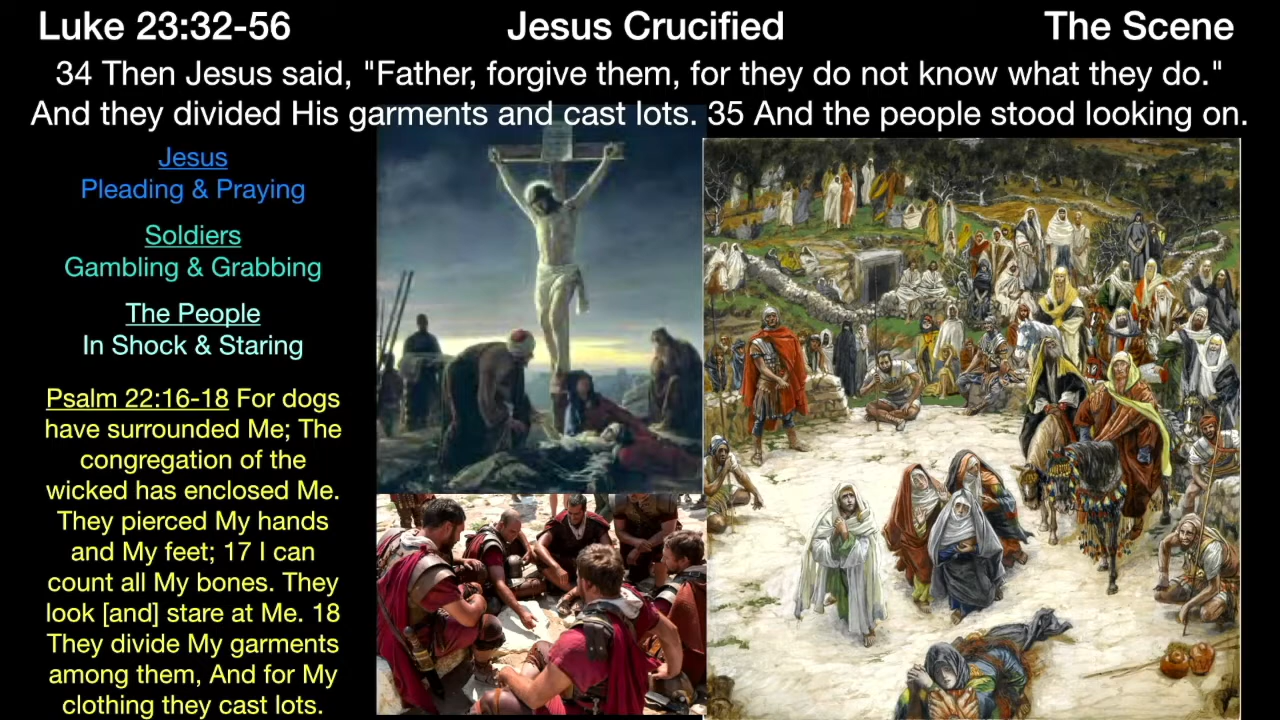 Luke 23:32-56 Jesus Crucified The Scene
34 Then Jesus said, "Father, forgive them, for they do not know what they do."
And they divided His garments and cast lots. 35 And the people stood looking on.
Jesus
Pleading & Praying
Soldiers
Gambling & Grabbing
The People
In Shock & Staring
Psalm 22:16-18 For dogs
have surrounded Me; The
congregation of the
wicked has enclosed Me.
They pierced My hands
and My feet; 17 I can
count all My bones. They
look [and] stare at Me. 18
They divide My garments
among them, And for My
clothing they cast lots.